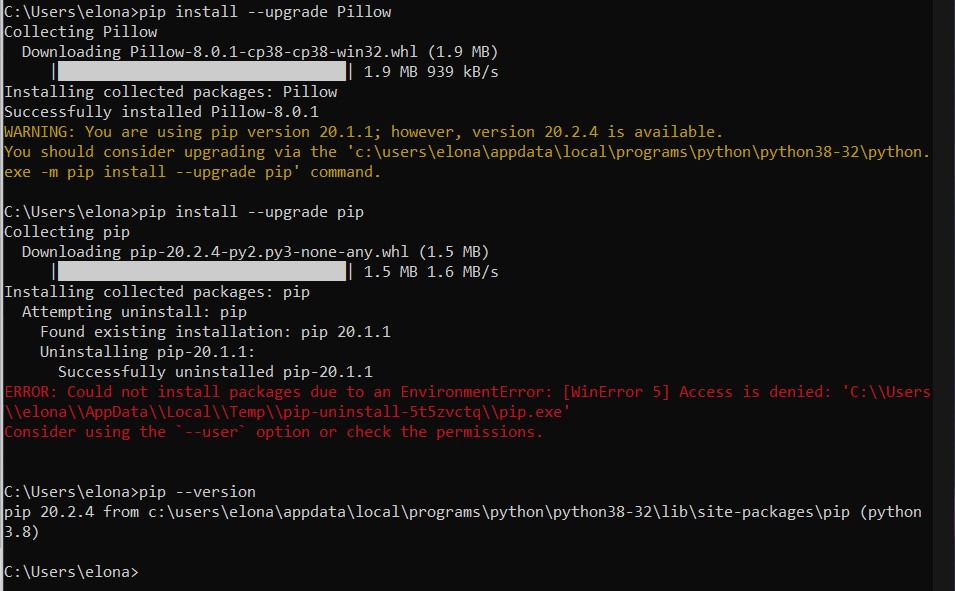 C:\Users\elona>pip install --upgrade Pillow
Collecting Pillow
  Downloading Pillow-8.0.1-cp38-cp38-win32.whl (1.9 MB)
     |████████████████████████████████| 1.9 MB 939 kB/s
Installing collected packages: Pillow
Successfully installed Pillow-8.0.1
WARNING: You are using pip version 20.1.1; however, version 20.2.4 is available.
You should consider upgrading via the 'c:\users\elona\appdata\local\programs\python\python38-32\python.
exe -m pip install --upgrade pip' command.
C:\Users\elona>pip install --upgrade pip
Collecting pip
  Downloading pip-20.2.4-py2.py3-none-any.whl (1.5 MB)
     |████████████████████████████████| 1.5 MB 1.6 MB/s
Installing collected packages: pip
  Attempting uninstall: pip
    Found existing installation: pip 20.1.1
    Uninstalling pip-20.1.1:
      Successfully uninstalled pip-20.1.1
ERROR: Could not install packages due to an EnvironmentError: [WinError 5] Access is denied: 'C:\\Users
\\elona\\AppData\\Local\\Temp\\pip-uninstall-5t5zvctq\\pip.exe'
Consider using the `--user` option or check the permissions.
C:\Users\elona>pip --version
pip 20.2.4 from c:\users\elona\appdata\local\programs\python\python38-32\lib\site-packages\pip (python
3.8)
C:\Users\elona>